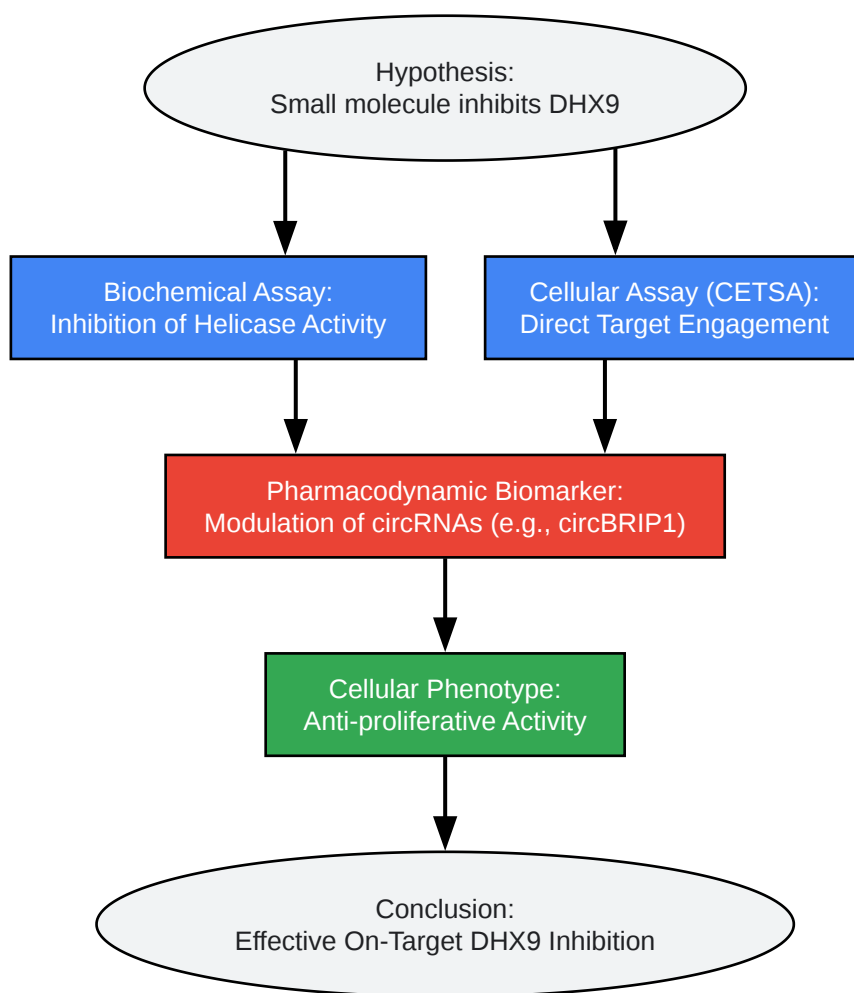 Hypothesis:
Small molecule inhibits DHX9
Biochemical Assay:
Inhibition of Helicase Activity
Cellular Assay (CETSA):
Direct Target Engagement
Pharmacodynamic Biomarker:
Modulation of circRNAs (e.g., circBRIP1)
Cellular Phenotype:
Anti-proliferative Activity
Conclusion:
Effective On-Target DHX9 Inhibition